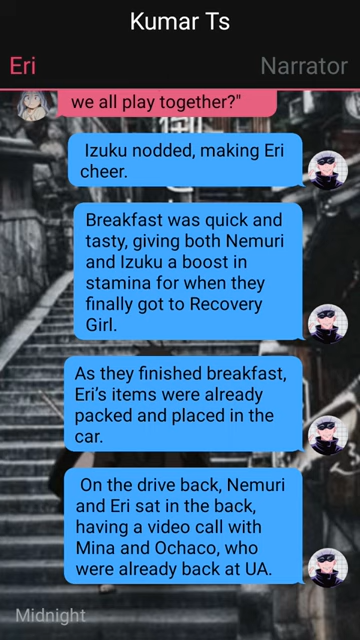 Kumar Ts
Eri
Narrator
we all play together?"
Izuku nodded, making Eri
cheer.
Breakfast was quick and
tasty, giving both Nemuri
and Izuku a boost in
stamina for when they
finally got to Recovery
Girl.
As they finished breakfast,
Eri’s items were already
packed and placed in the
car.
On the drive back, Nemuri
and Eri sat in the back,
having a video call with
Mina and Ochaco, who
were already back at UA.
Midnight